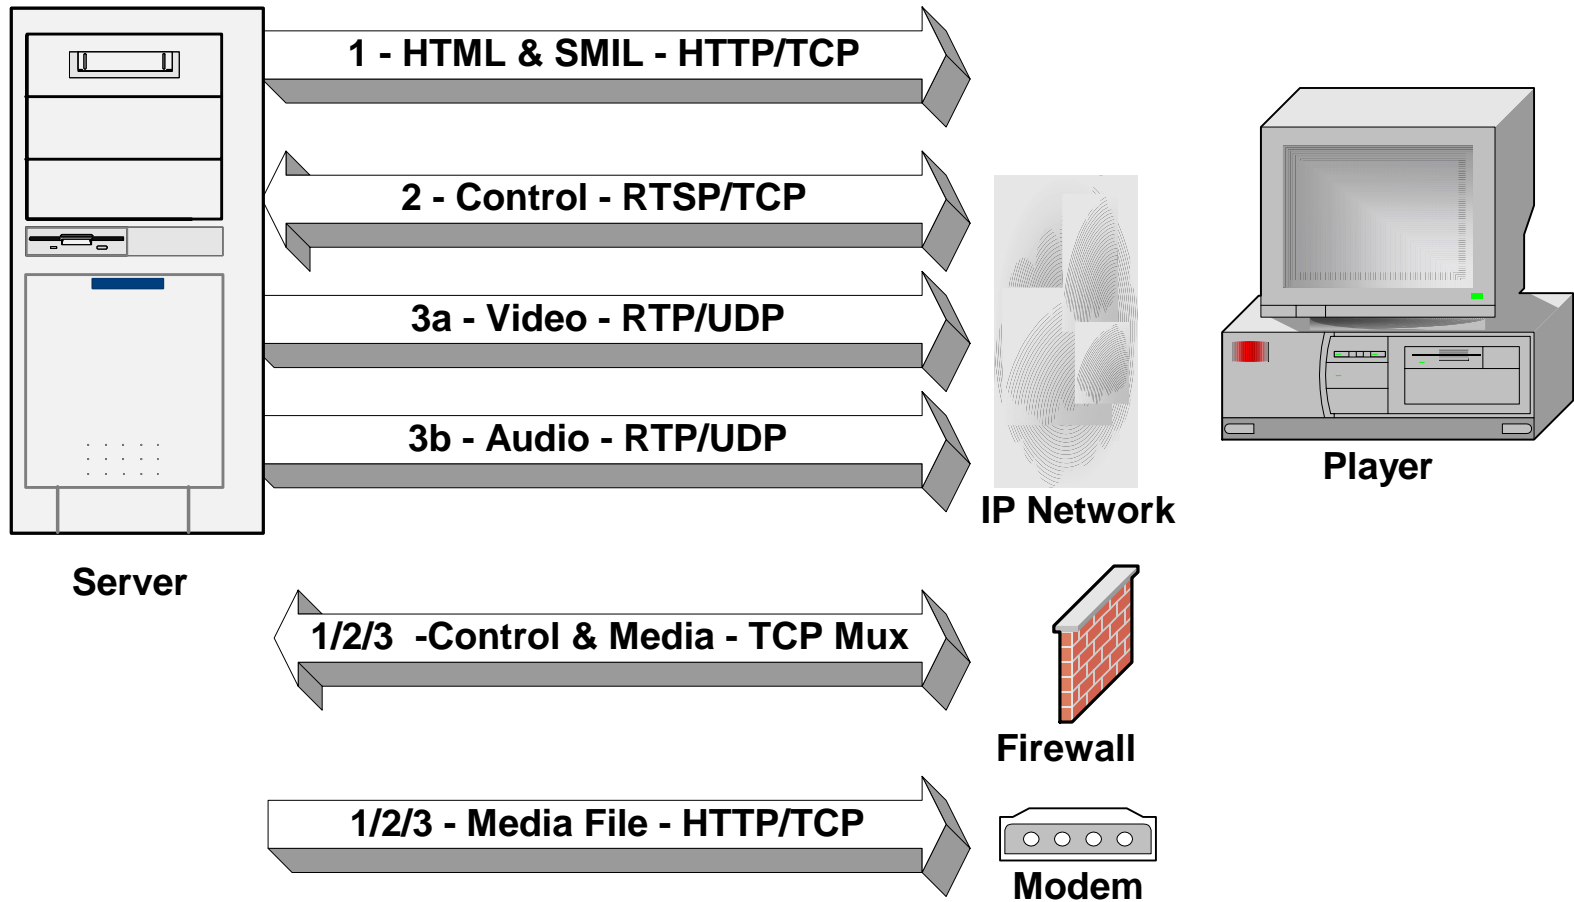 1 - HTML & SMIL - HTTP/TCP
2 - Control - RTSP/TCP
3a - Video - RTP/UDP
3b - Audio - RTP/UDP
Player
IP Network
Server
1/2/3 -Control & Media - TCP Mux
Firewall
1/2/3 - Media File - HTTP/TCP
Modem